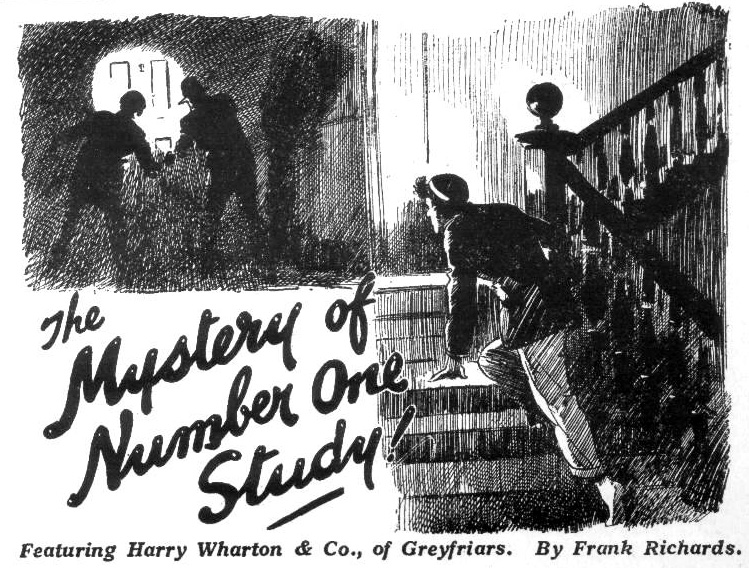 The
Mystery of
Number One
Study!
Featuring Harry Wharton & Co., of Greyfriars. By Frank Richards.